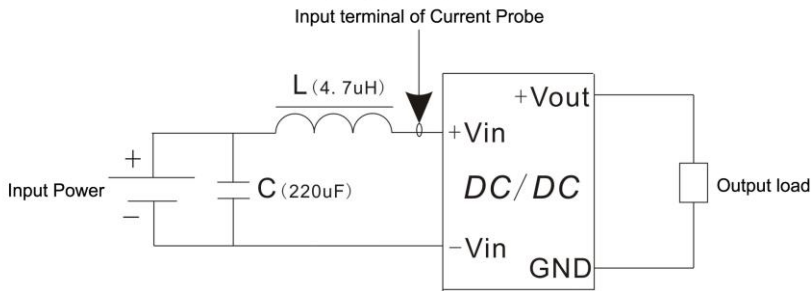 Input terminal of Current Probe
L (4. 7uH)
+Vout
+
+Vin
Input Power
C (220uF)
DC/DC
Output load
−
−Vin
GND